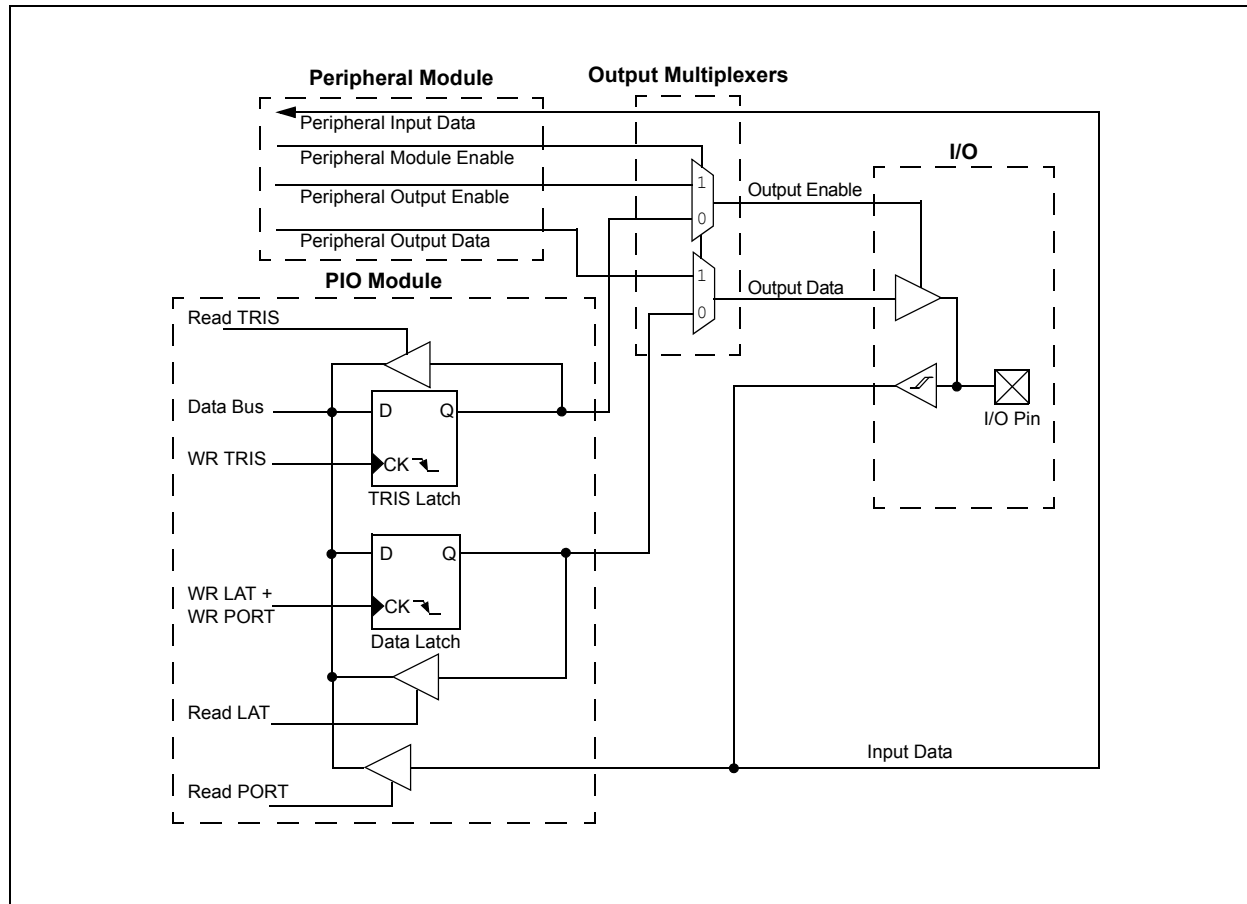 Peripheral Module
Output Multiplexers
Peripheral Input Data
Peripheral Module Enable
Peripheral Output Enable
Peripheral Output Data
1
0
1
0
Output Enable
Output Data
I/O
I/O Pin
PIO Module
Read TRIS
Data Bus
D Q
WR TRIS
CK
TRIS Latch
D Q
WR LAT +
WR PORT
CK
Data Latch
Read LAT
Read PORT
Input Data